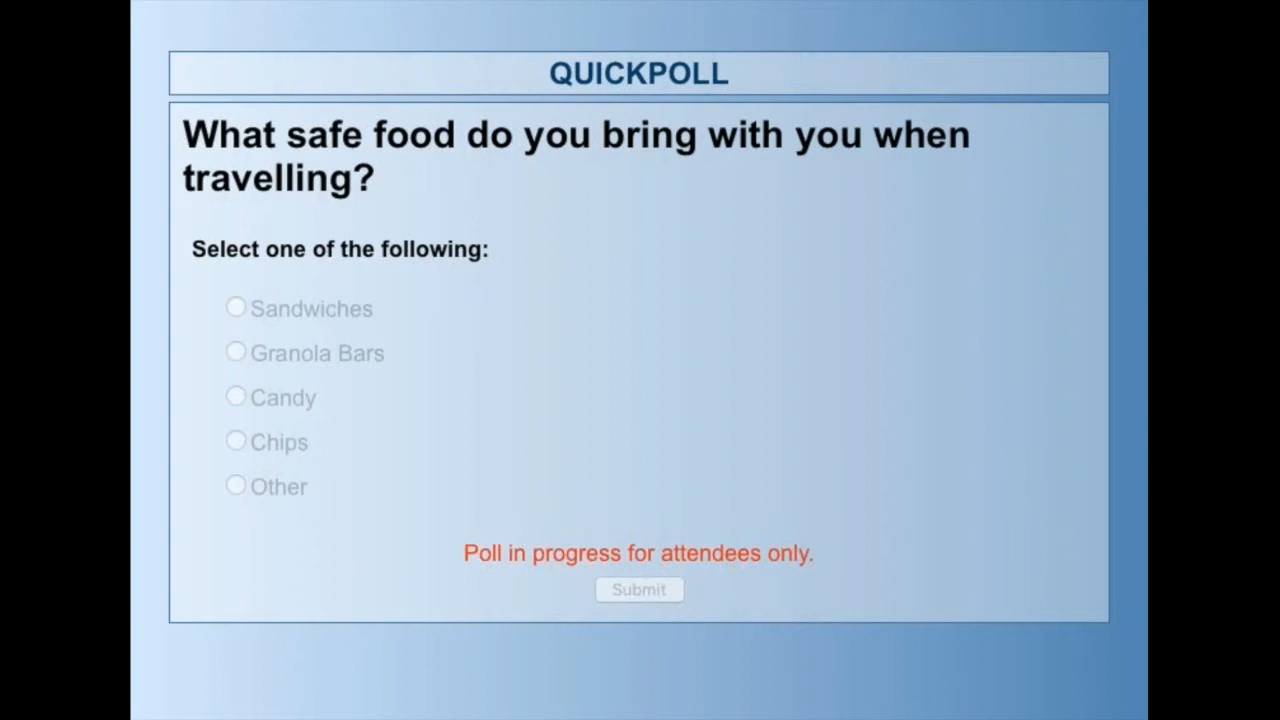 QUICKPOLL
What safe food do you bring with you when
travelling?
Select one of the following:
Sandwiches
Granola Bars
Candy
Chips
Other
Poll in progress for attendees only.
Submit